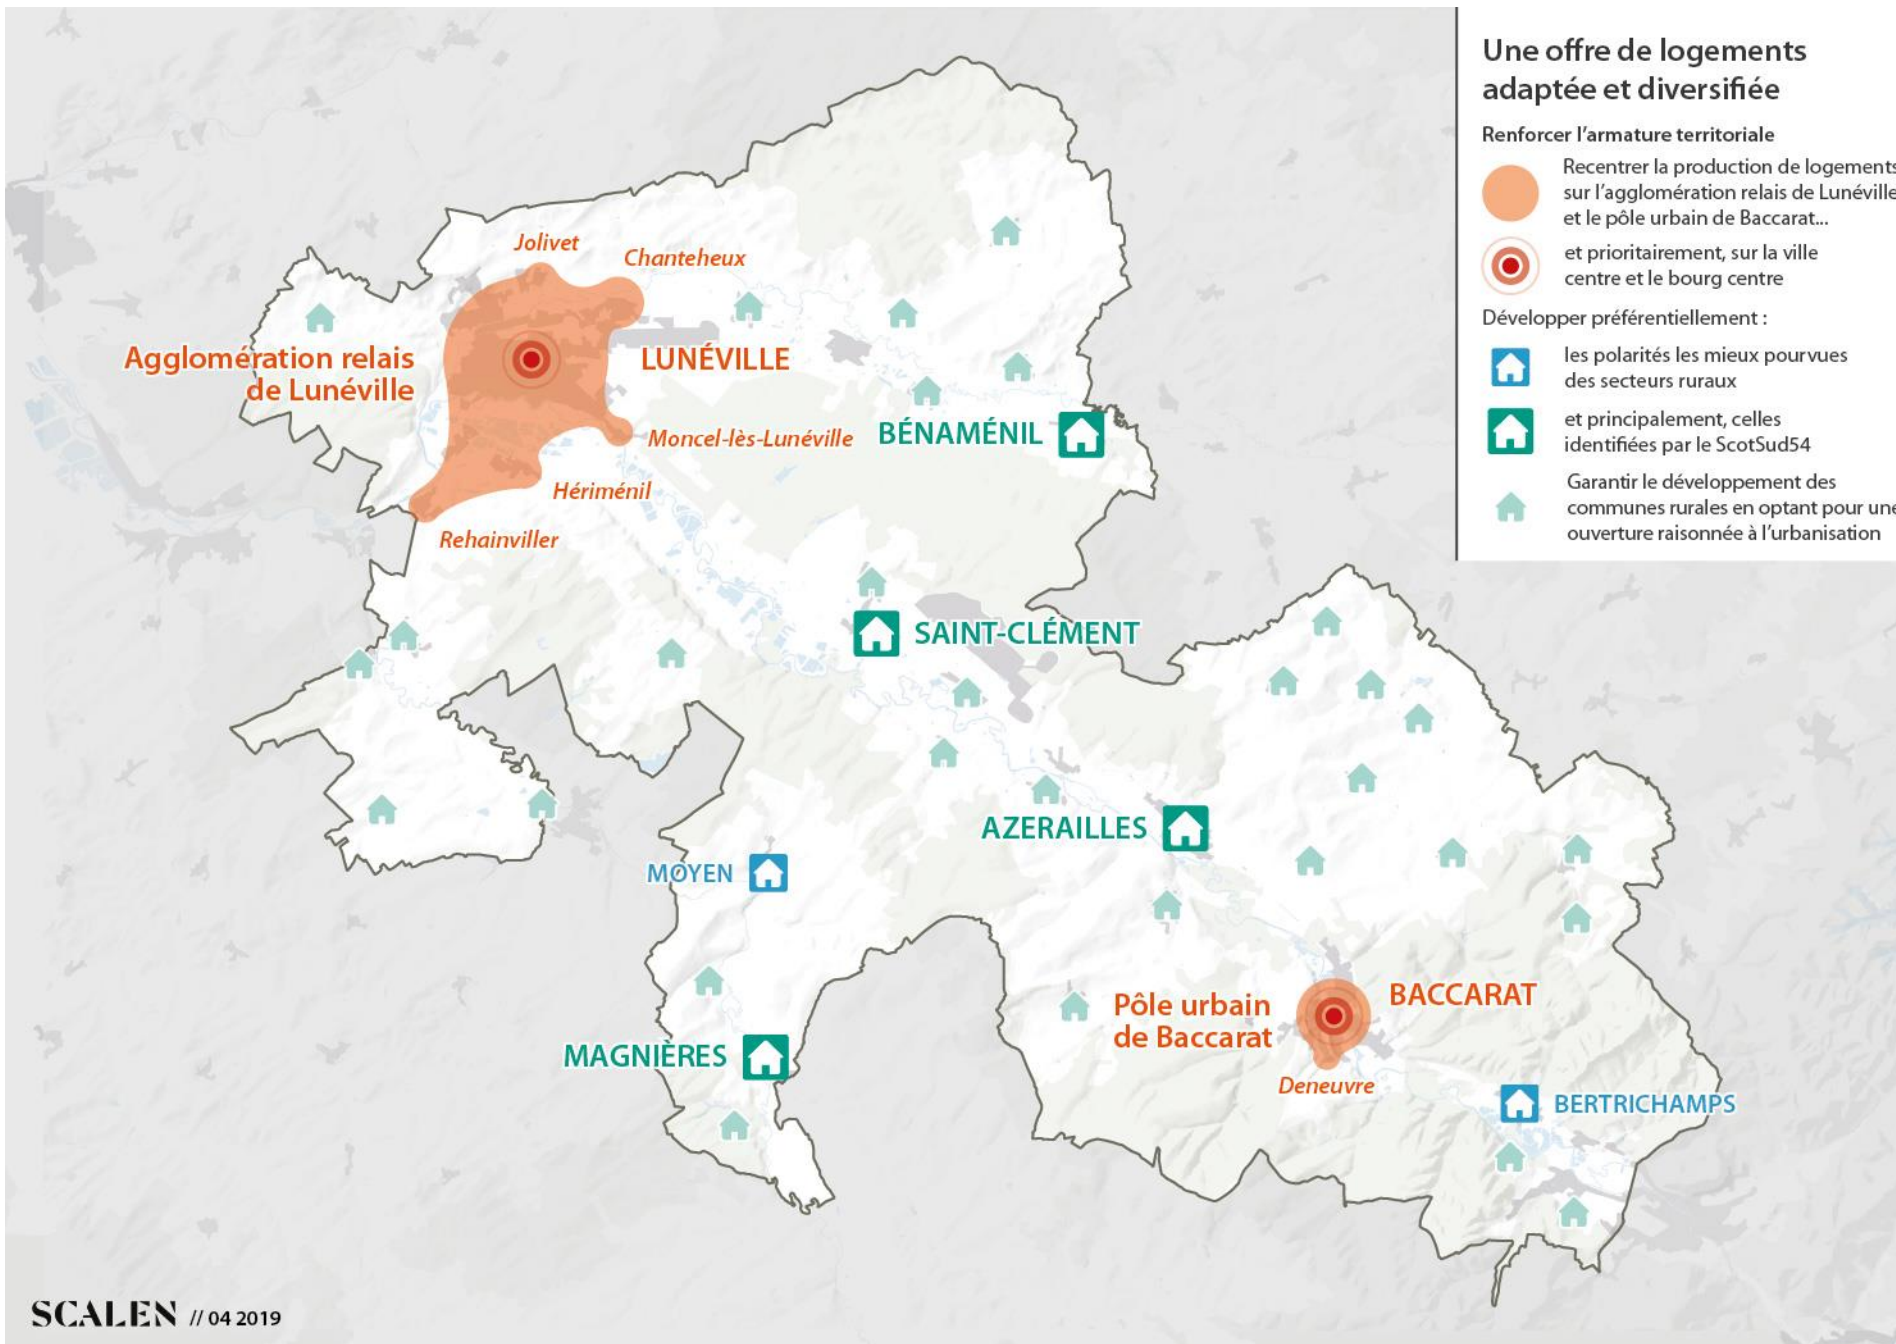 Une offre de logements
adaptée et diversifiée
Renforcer l'armature territoriale
Recentrer la production de logements
sur l'agglomération relais de Lunéville
et le pôle urbain de Baccarat...
et prioritairement, sur la ville
centre et le bourg centre
Développer préférentiellement :
les polarités les mieux pourvues
des secteurs ruraux
et principalement, celles
identifiées par le ScotSud54
Garantir le développement des
communes rurales en optant pour une
ouverture raisonnée à l'urbanisation
Jolivet
Chanteheux
Agglomération relais
de Lunéville
LUNÉVILLE
Moncel-lès-Lunéville
BÉNAMÉNIL
Hériménil
Rehainviller
SAINT-CLÉMENT
AZERAILLES
MOYEN
BACCARAT
Pôle urbain
de Baccarat
MAGNIÈRES
Deneuvre
BERTRICHAMPS
SCALEN // 04 2019